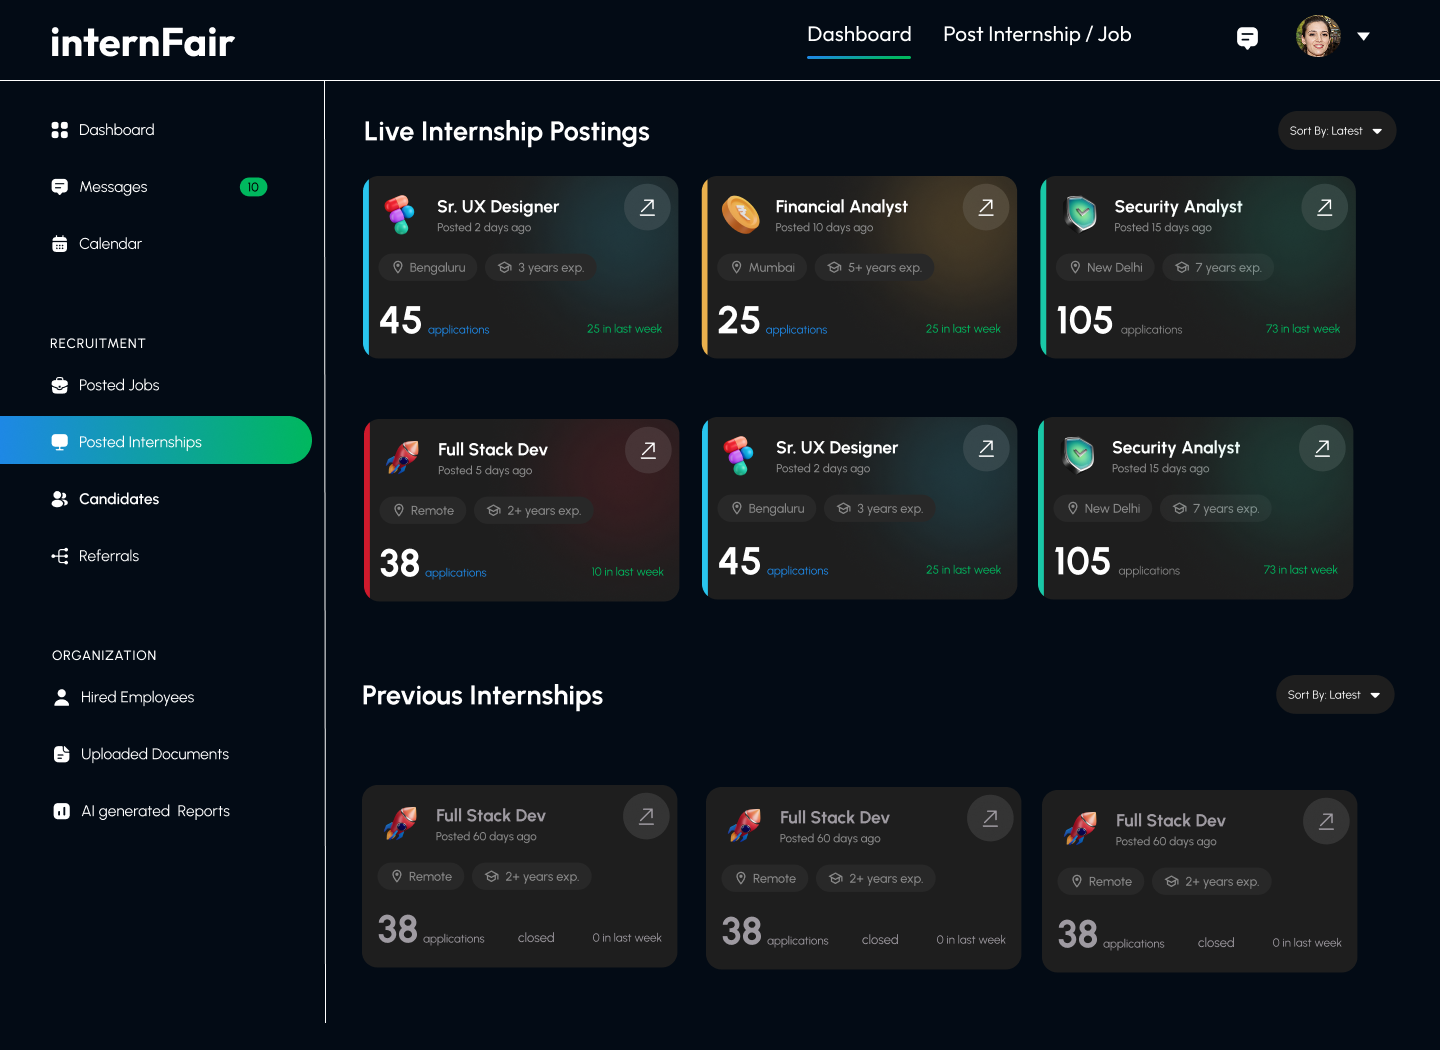 internFair
Dashboard
Post Internship / Job
Dashboard
Messages
10
Calendar
RECRUITMENT
Posted Jobs
Posted Internships
Candidates
Referrals
ORGANIZATION
Hired Employees
Uploaded Documents
AI generated  Reports
Live Internship Postings
Sort By: Latest
Sr. UX Designer
Posted 2 days ago
Bengaluru
3 years exp.
45 applications
25 in last week
Financial Analyst
Posted 10 days ago
Mumbai
5+ years exp.
25 applications
25 in last week
Security Analyst
Posted 15 days ago
New Delhi
7 years exp.
105 applications
73 in last week
Full Stack Dev
Posted 5 days ago
Remote
2+ years exp.
38 applications
10 in last week
Sr. UX Designer
Posted 2 days ago
Bengaluru
3 years exp.
45 applications
25 in last week
Security Analyst
Posted 15 days ago
New Delhi
7 years exp.
105 applications
73 in last week
Previous Internships
Sort By: Latest
Full Stack Dev
Posted 60 days ago
Remote
2+ years exp.
38 applications
closed
0 in last week
Full Stack Dev
Posted 60 days ago
Remote
2+ years exp.
38 applications
closed
0 in last week
Full Stack Dev
Posted 60 days ago
Remote
2+ years exp.
38 applications
closed
0 in last week